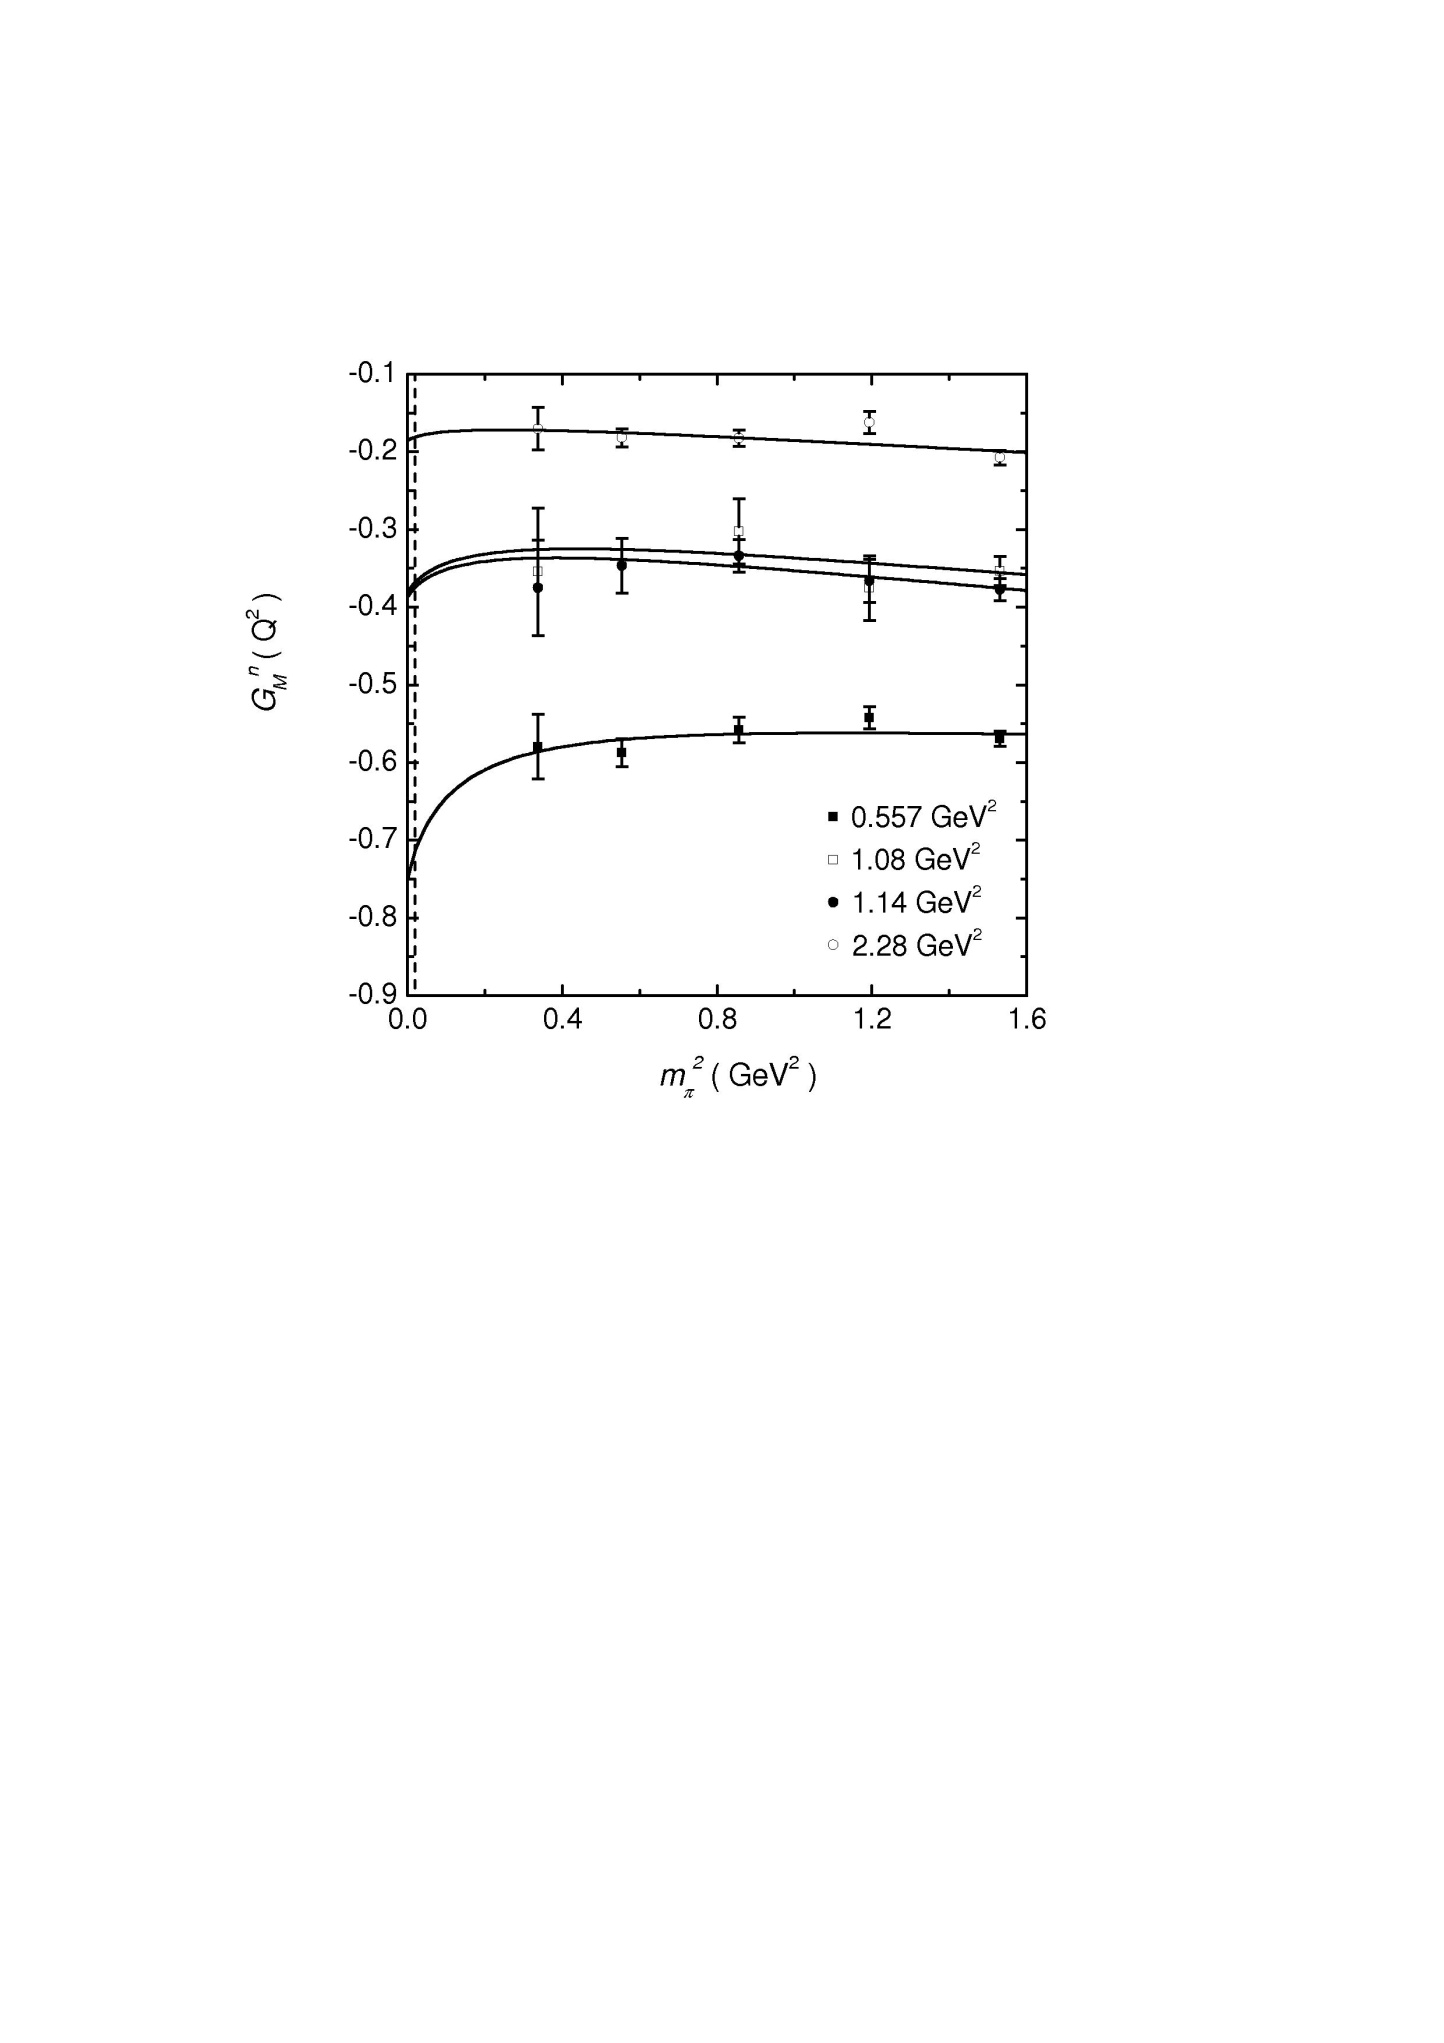 -0.1
-0.2
-0.3
-0.4
-0.5
-0.6
-0.7
-0.8
-0.9
G_M^n ( Q^2 )
0.557 GeV^2
1.08 GeV^2
1.14 GeV^2
2.28 GeV^2
0.0 0.4 0.8 1.2 1.6
m_π^2 ( GeV^2 )